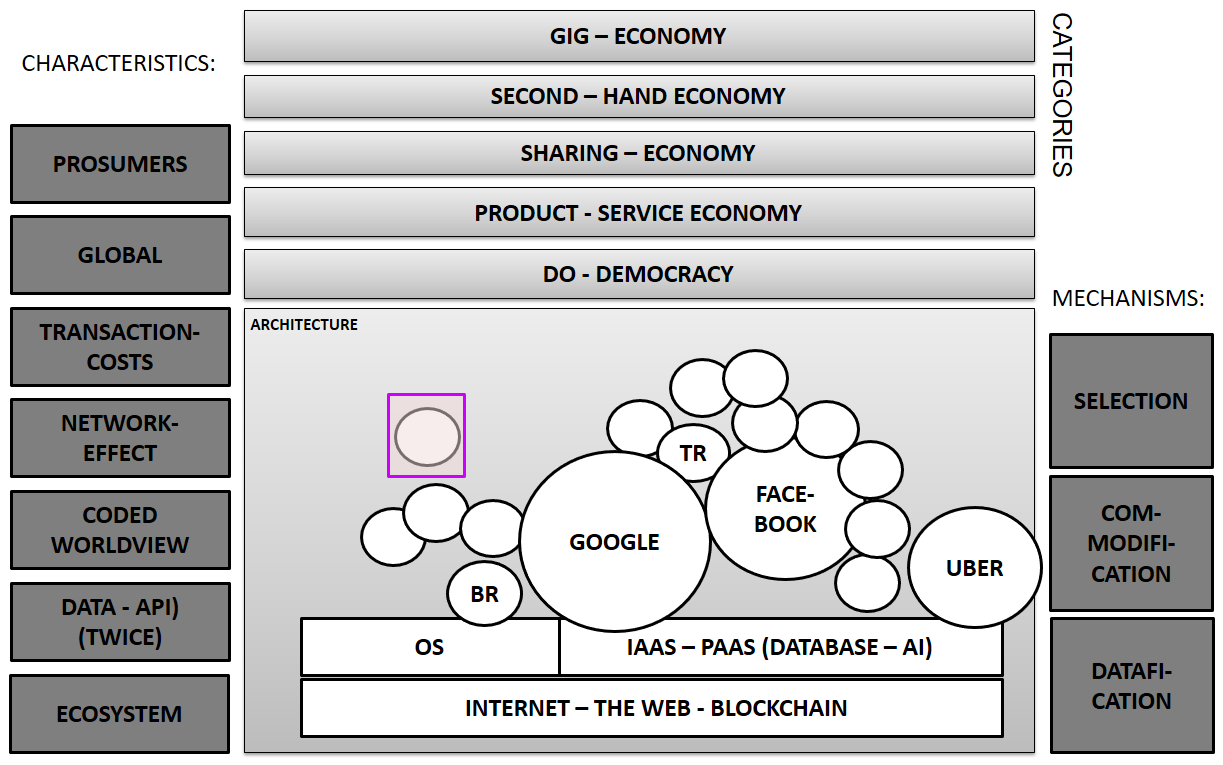 CHARACTERISTICS:
PROSUMERS
GLOBAL
TRANSACTION-
COSTS
NETWORK-
EFFECT
CODED
WORLDVIEW
DATA - API)
(TWICE)
ECOSYSTEM
GIG – ECONOMY
SECOND – HAND ECONOMY
SHARING – ECONOMY
PRODUCT - SERVICE ECONOMY
DO - DEMOCRACY
ARCHITECTURE
TR
FACE-
BOOK
GOOGLE
BR
UBER
OS
IAAS – PAAS (DATABASE – AI)
INTERNET – THE WEB - BLOCKCHAIN
CATEGORIES
MECHANISMS:
SELECTION
COM-
MODIFI-
CATION
DATAFI-
CATION